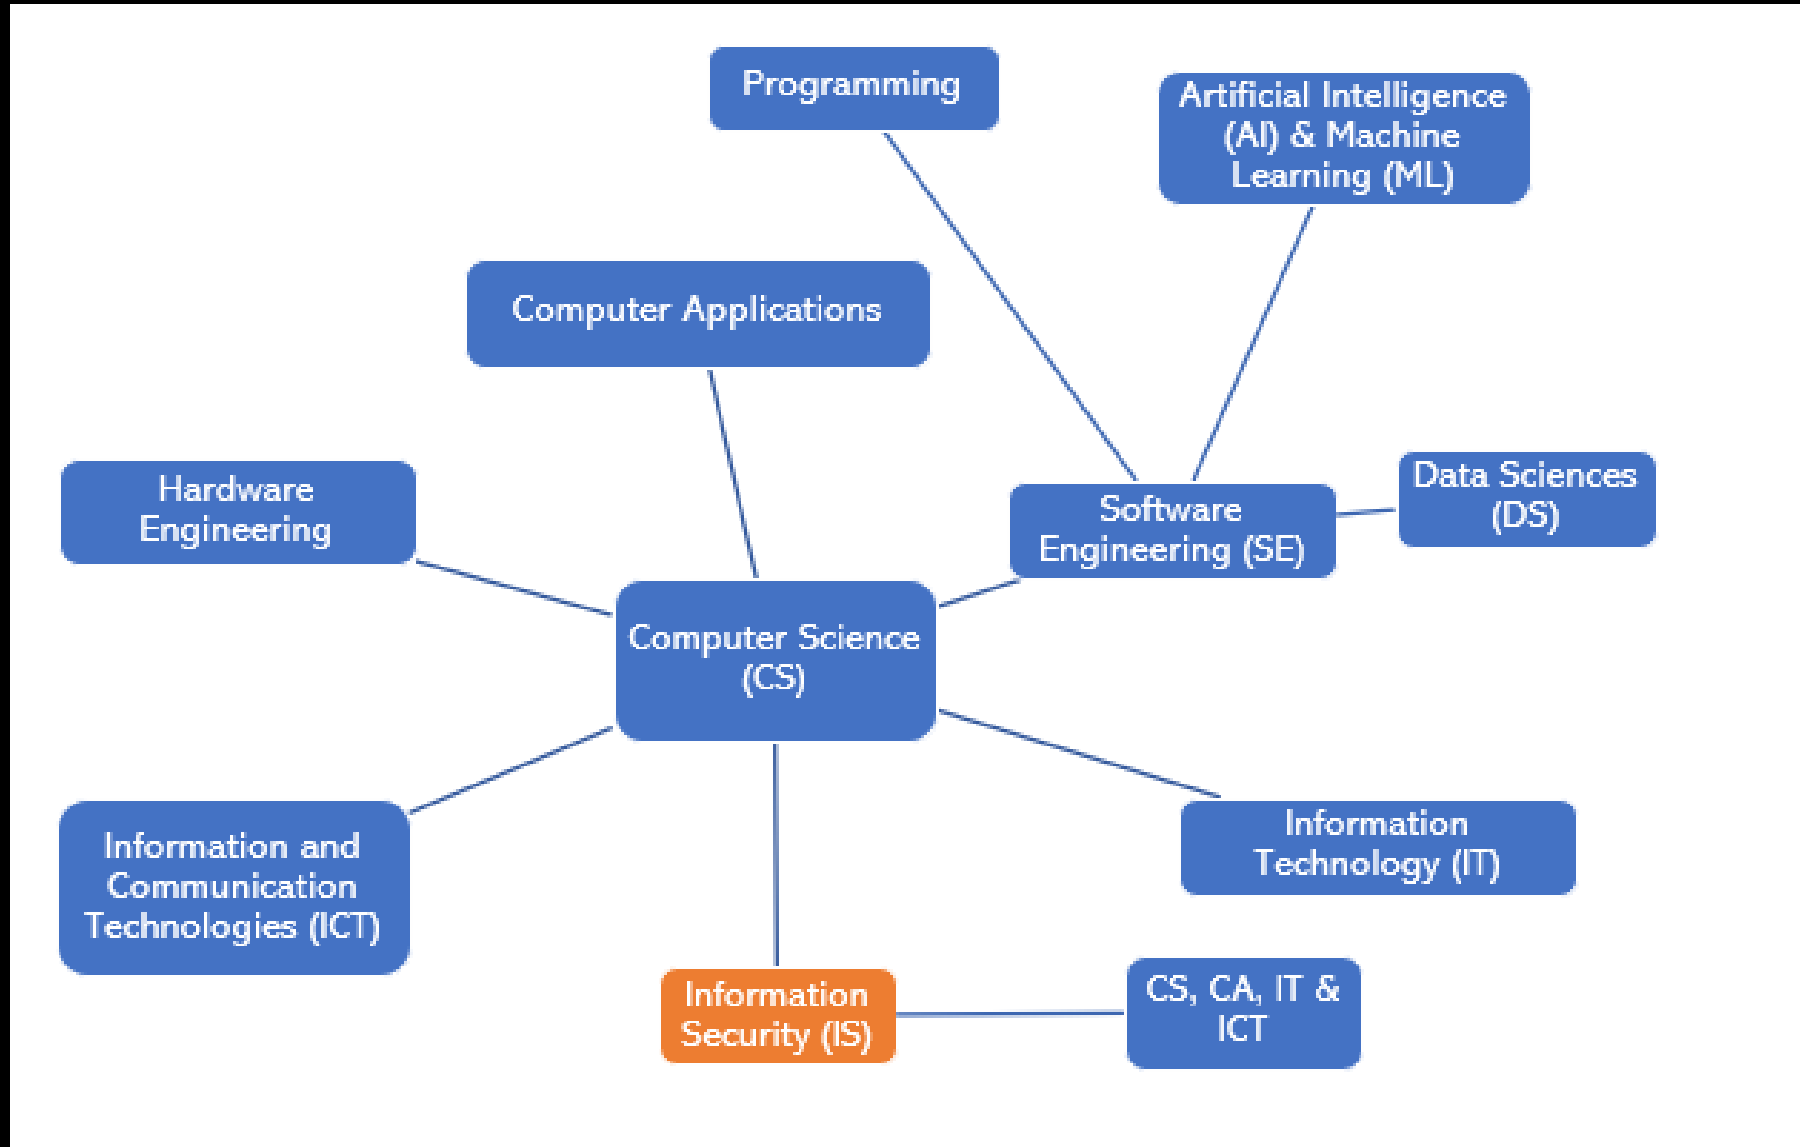 Programming
Artificial Intelligence
(AI) & Machine
Learning (ML)
Computer Applications
Hardware
Engineering
Software
Engineering (SE)
Data Sciences
(DS)
Computer Science
(CS)
Information and
Communication
Technologies (ICT)
Information
Technology (IT)
Information
Security (IS)
CS, CA, IT &
ICT